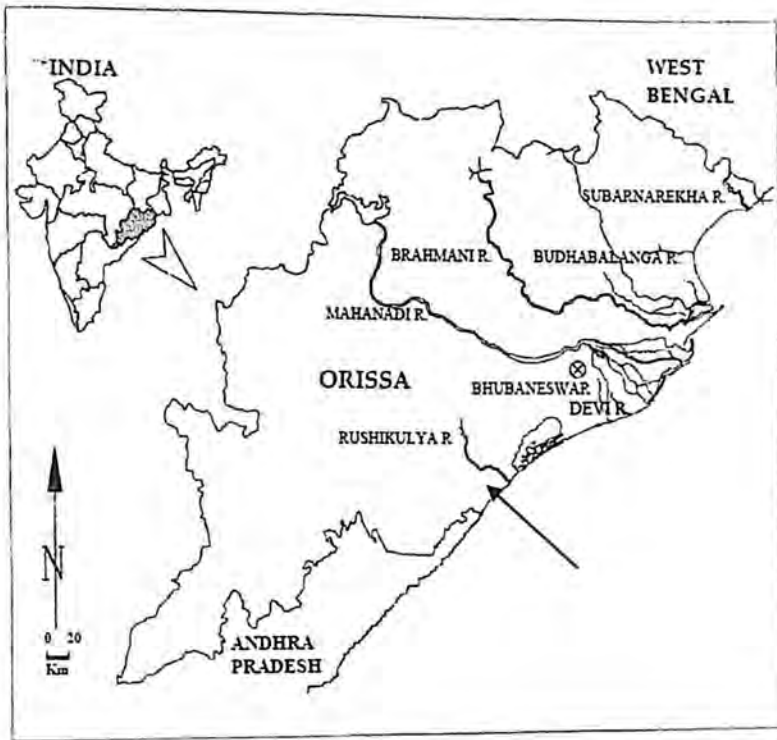 INDIA
WEST
BENGAL
SUBARNAREKHA R.
BRAHMANI R.
BUDHABALANGA R.
MAHANADI R.
ORISSA
BHUBANESWAR
DEVI R.
RUSHIKULYA R
N
0 20
Km
ANDHRA
PRADESH